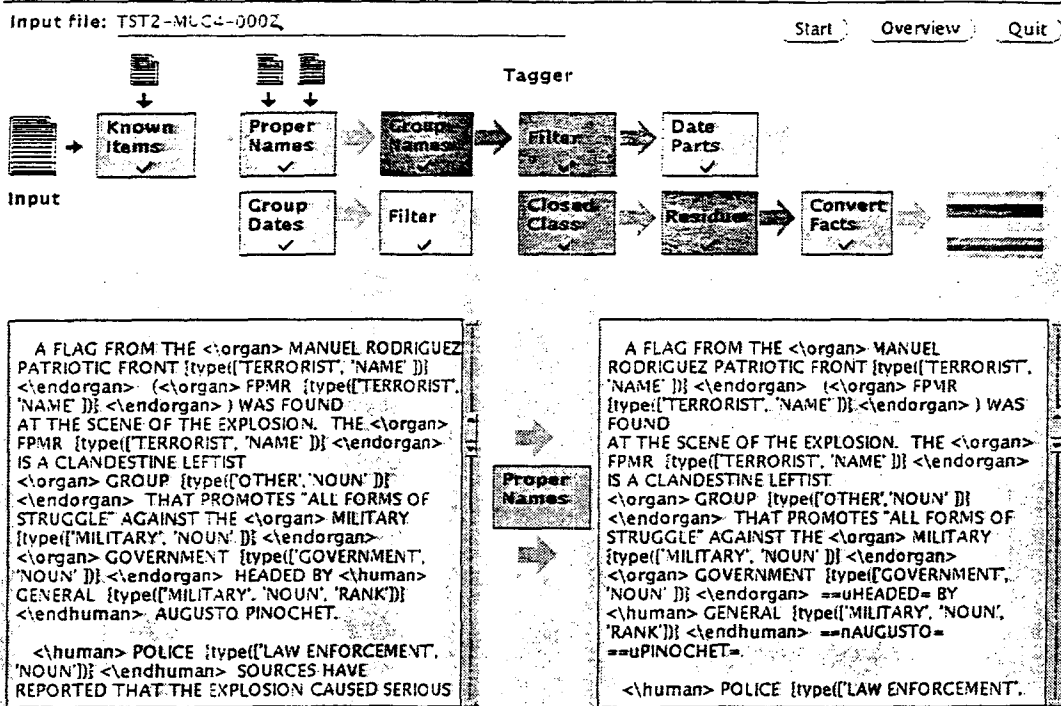 Input file: TST2-MUC4-0002
Start Overview Quit
Tagger
Known Items
Proper Names
Group Names
Filter
Date Parts
Input
Group Dates
Filter
Closed Class
Residue
Convert Facts
A FLAG FROM THE <\organ> MANUEL RODRIGUEZ
PATRIOTIC FRONT {type(['TERRORIST', 'NAME' ])}
<\endorgan> (<\organ> FPMR {type(['TERRORIST',
'NAME' ])} <\endorgan> ) WAS FOUND
AT THE SCENE OF THE EXPLOSION. THE <\organ>
FPMR {type(['TERRORIST', 'NAME' ])} <\endorgan>
IS A CLANDESTINE LEFTIST
<\organ> GROUP {type(['OTHER', 'NOUN' ])}
<\endorgan> THAT PROMOTES "ALL FORMS OF
STRUGGLE" AGAINST THE <\organ> MILITARY
{type(['MILITARY', 'NOUN' ])} <\endorgan>
<\organ> GOVERNMENT {type(['GOVERNMENT',
'NOUN' ])} <\endorgan> HEADED BY <\human>
GENERAL {type(['MILITARY', 'NOUN', 'RANK'])}
<\endhuman> AUGUSTO PINOCHET.
<\human> POLICE {type(['LAW ENFORCEMENT',
'NOUN'])} <\endhuman> SOURCES HAVE
REPORTED THAT THE EXPLOSION CAUSED SERIOUS
Proper Names
A FLAG FROM THE <\organ> MANUEL
RODRIGUEZ PATRIOTIC FRONT {type(['TERRORIST',
'NAME' ])} <\endorgan> (<\organ> FPMR
{type(['TERRORIST', 'NAME' ])} <\endorgan> ) WAS
FOUND
AT THE SCENE OF THE EXPLOSION. THE <\organ>
FPMR {type(['TERRORIST', 'NAME' ])} <\endorgan>
IS A CLANDESTINE LEFTIST
<\organ> GROUP {type(['OTHER', 'NOUN' ])}
<\endorgan> THAT PROMOTES "ALL FORMS OF
STRUGGLE" AGAINST THE <\organ> MILITARY
{type(['MILITARY', 'NOUN' ])} <\endorgan>
<\organ> GOVERNMENT {type(['GOVERNMENT',
'NOUN' ])} <\endorgan> ==uHEADED= BY
<\human> GENERAL {type(['MILITARY', 'NOUN',
'RANK'])} <\endhuman> ==nAUGUSTO=
==uPINOCHET=.
<\human> POLICE {type(['LAW ENFORCEMENT',